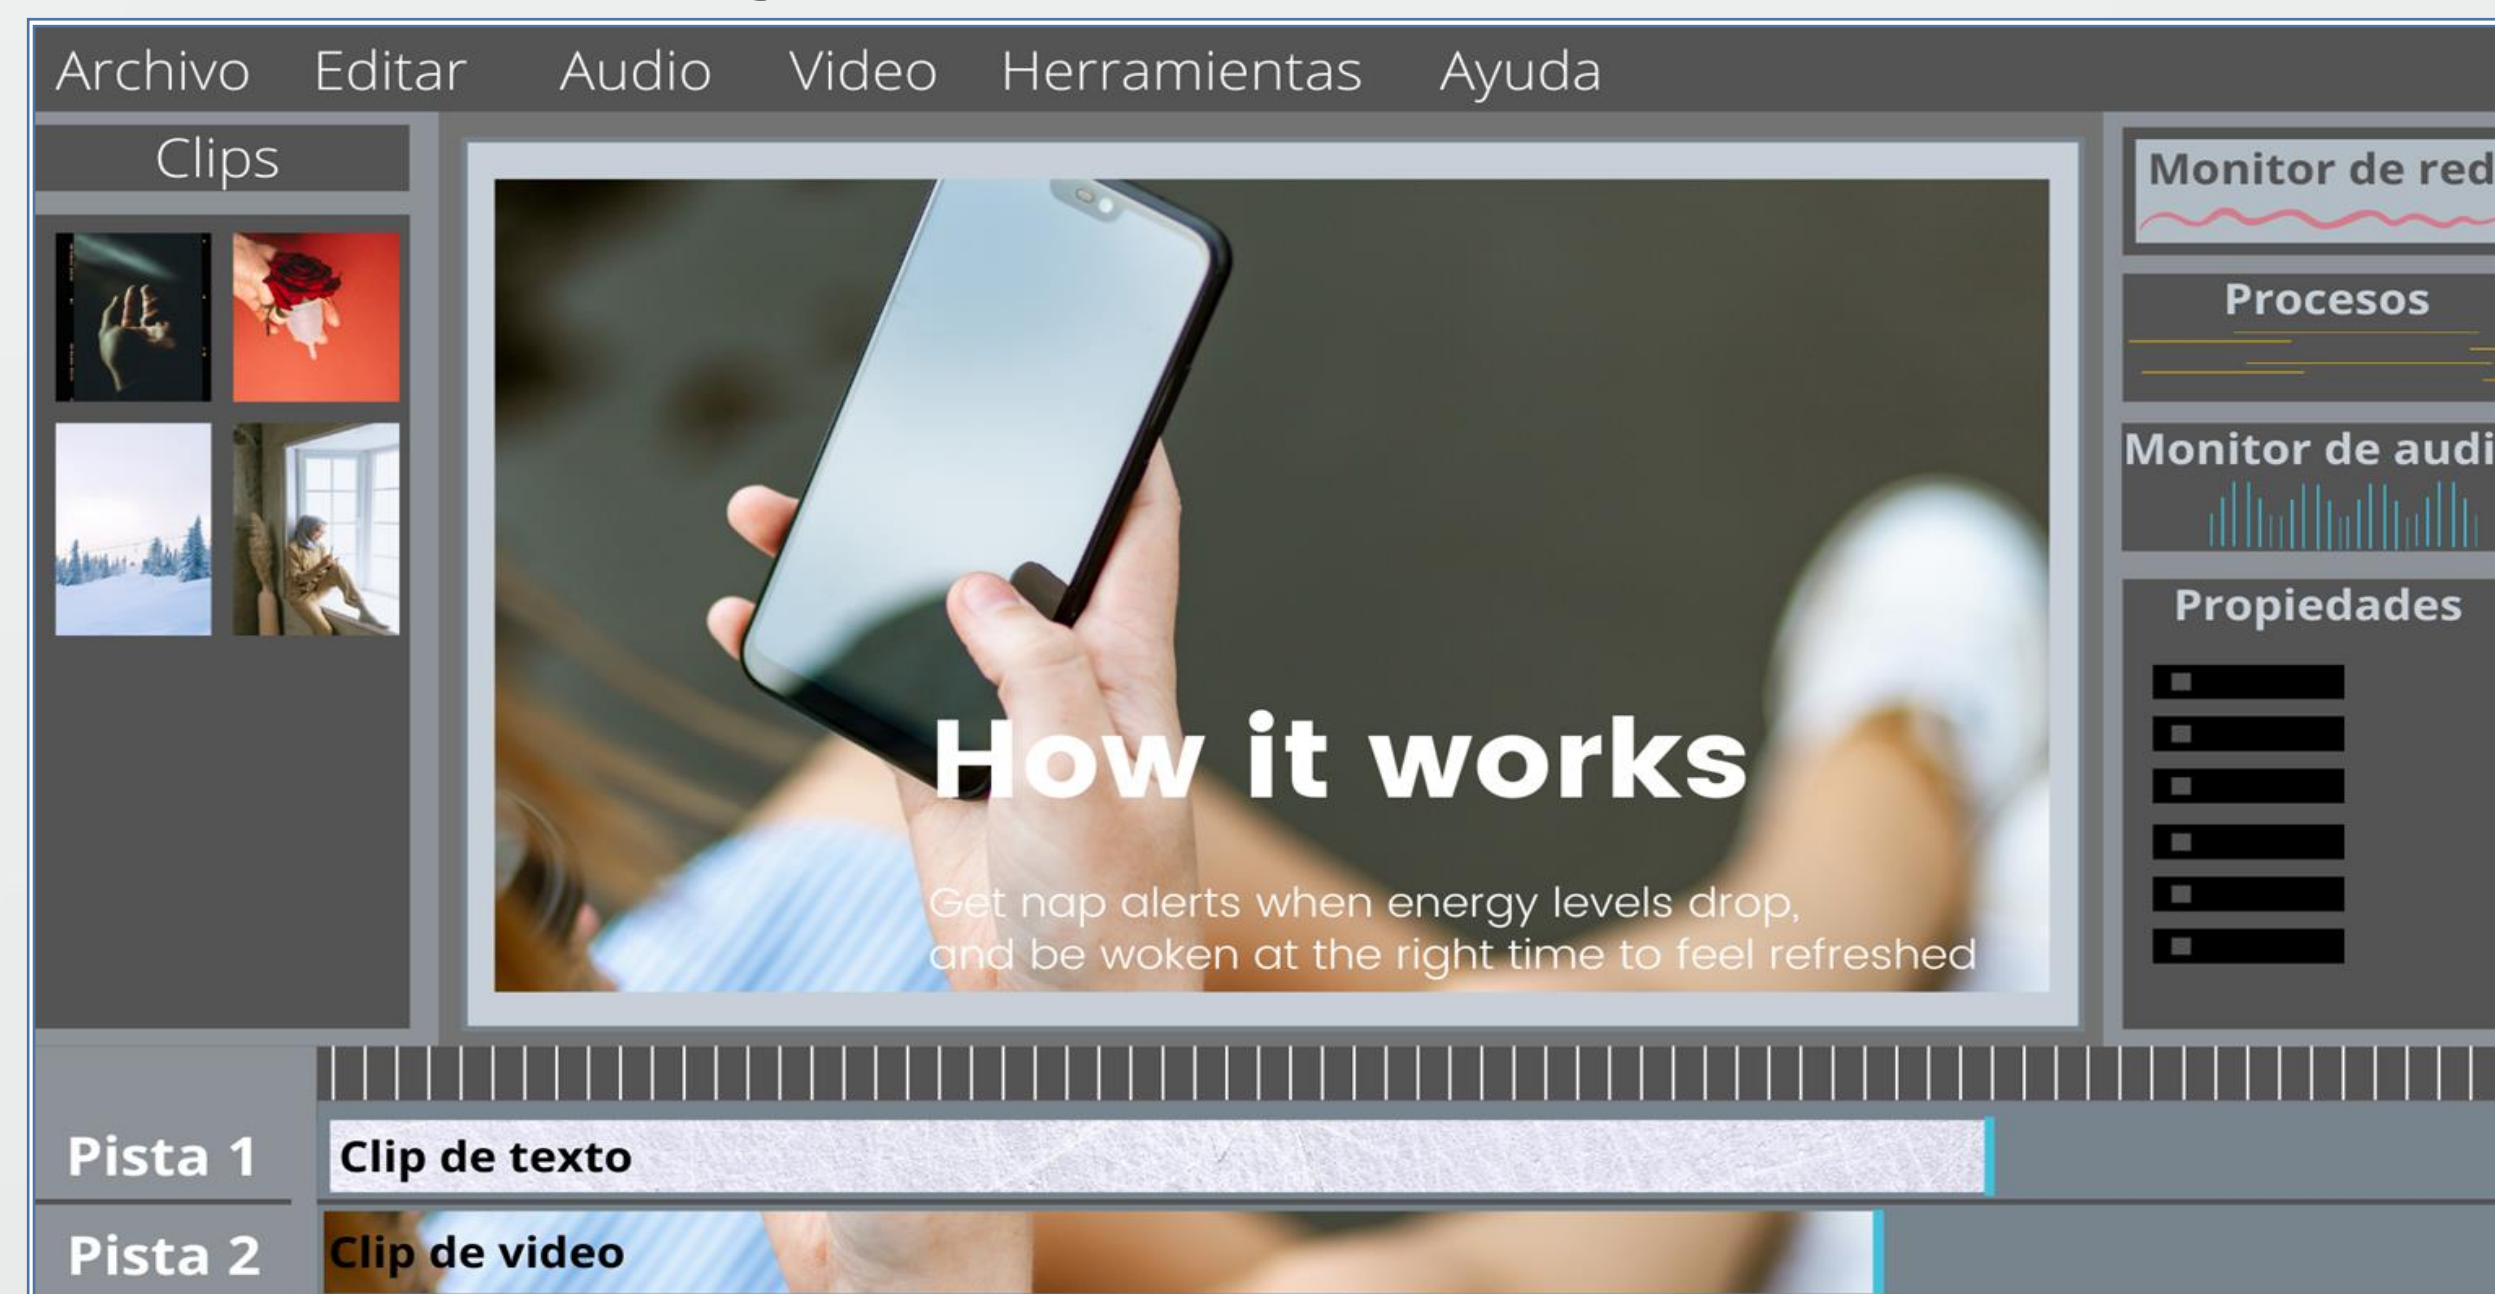 Archivo Editar Audio Video Herramientas Ayuda
Clips
Monitor de red
Procesos
Monitor de audi
Propiedades
How it works
Get nap alerts when energy levels drop,
and be woken at the right time to feel refreshed
Pista 1
Clip de texto
Pista 2
Clip de video